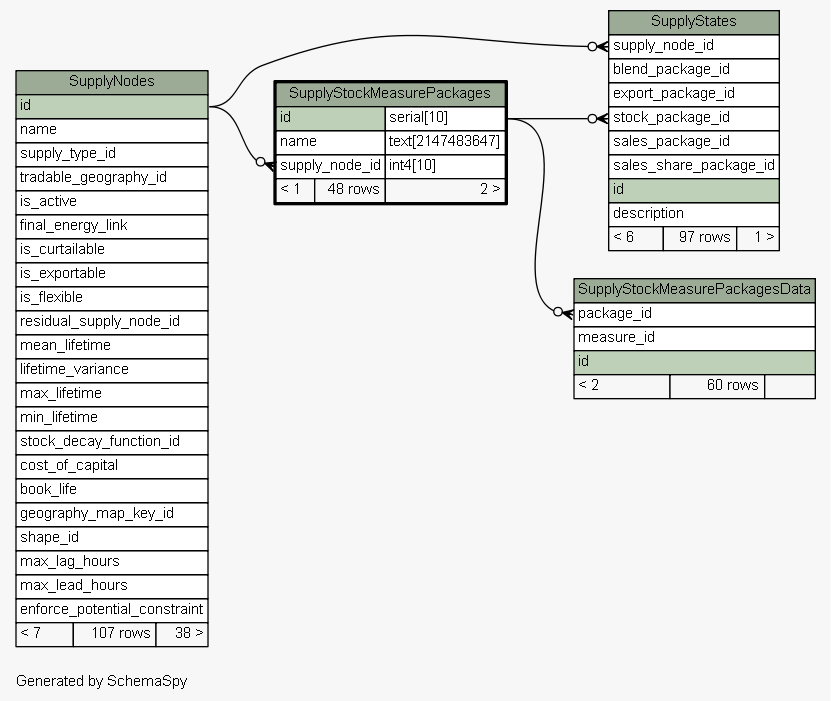 SupplyNodes
id
name
supply_type_id
tradable_geography_id
is_active
final_energy_link
is_curtailable
is_exportable
is_flexible
residual_supply_node_id
mean_lifetime
lifetime_variance
max_lifetime
min_lifetime
stock_decay_function_id
cost_of_capital
book_life
geography_map_key_id
shape_id
max_lag_hours
max_lead_hours
enforce_potential_constraint
< 7 107 rows 38 >
SupplyStockMeasurePackages
id serial[10]
name text[2147483647]
supply_node_id int4[10]
< 1 48 rows 2 >
SupplyStates
supply_node_id
blend_package_id
export_package_id
stock_package_id
sales_package_id
sales_share_package_id
id
description
< 6 97 rows 1 >
SupplyStockMeasurePackagesData
package_id
measure_id
id
< 2 60 rows
Generated by SchemaSpy